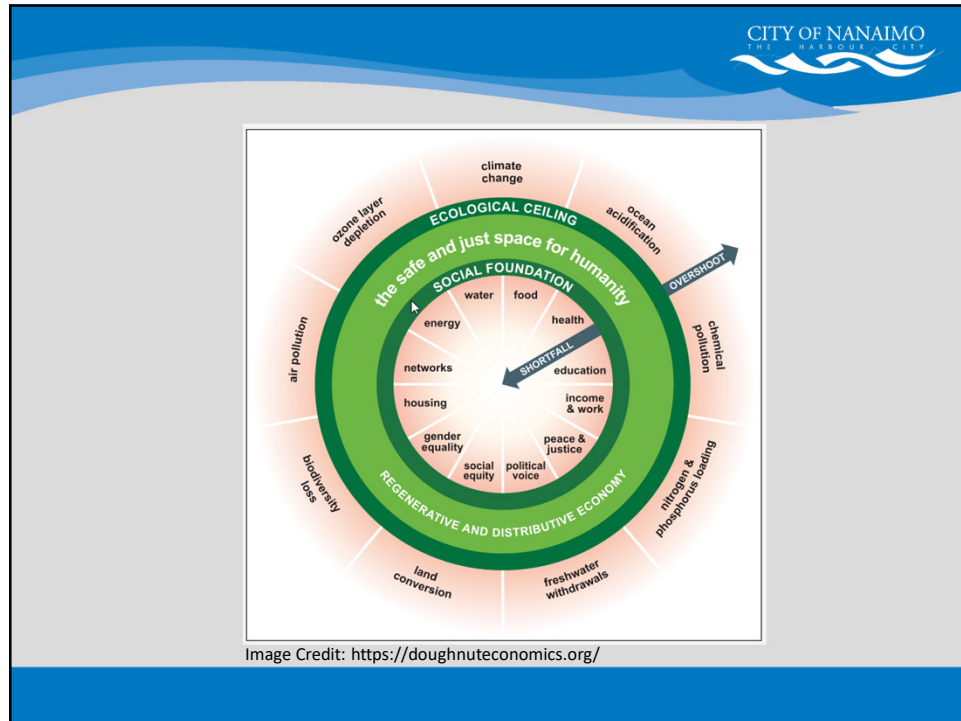 CITY OF NANAIMO
THE HARBOUR CITY
climate
change
ozone layer
depletion
ocean
acidification
ECOLOGICAL CEILING
the safe and just space for humanity
SOCIAL FOUNDATION
OVERSHOOT
water
food
energy
health
SHORTFALL
air pollution
chemical
pollution
networks
education
housing
income
& work
gender
equality
peace &
justice
social
equity
political
voice
REGENERATIVE AND DISTRIBUTIVE ECONOMY
biodiversity
loss
nitrogen &
phosphorus loading
land
conversion
freshwater
withdrawals
Image Credit: https://doughnuteconomics.org/